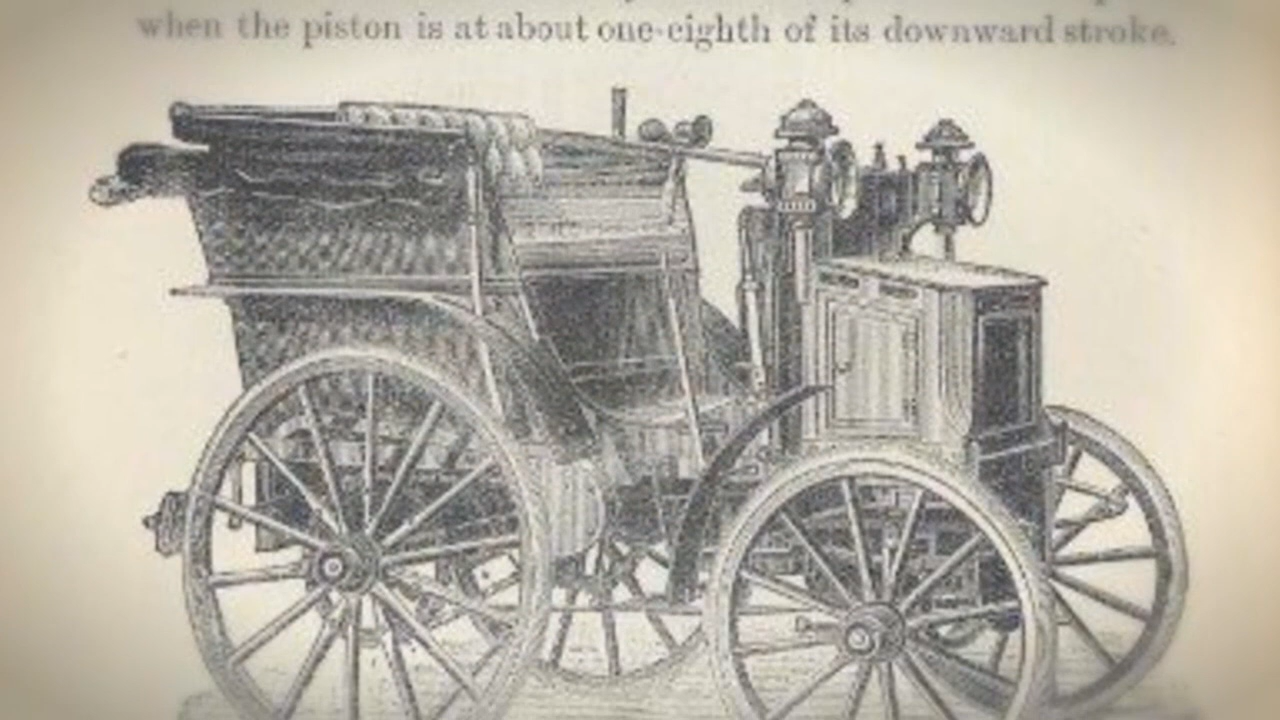 when the piston is at about one-eighth of its downward stroke.